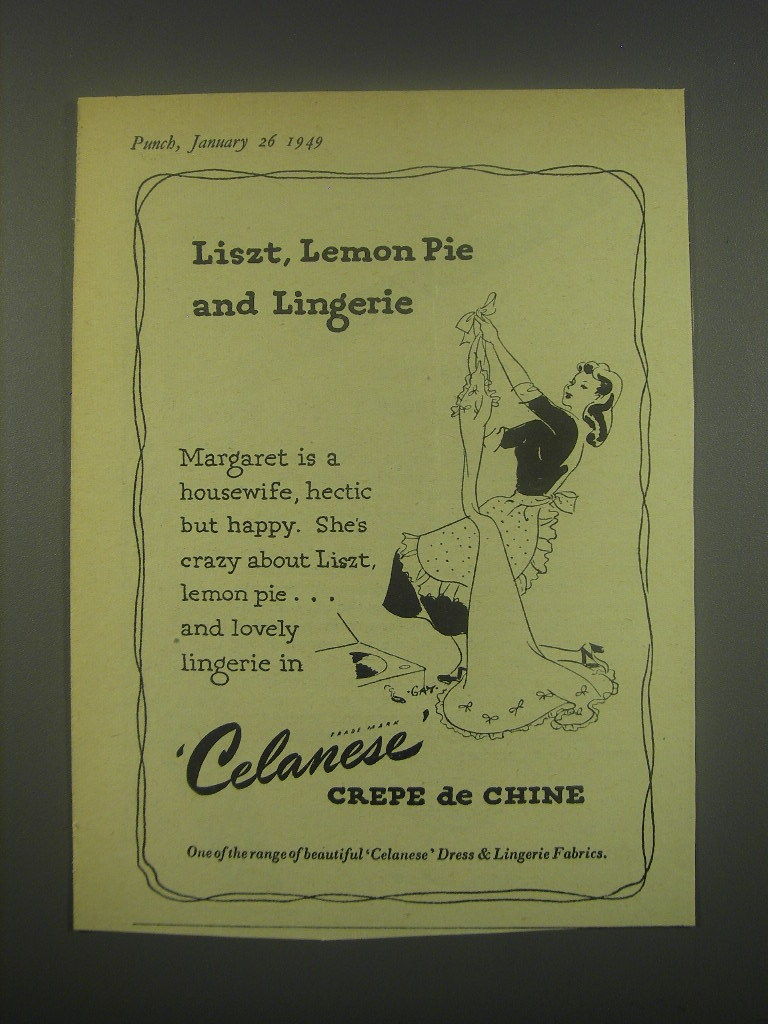 Punch, January 26 1949
Liszt, Lemon Pie
and Lingerie
Margaret is a
housewife, hectic
but happy. She's
crazy about Liszt,
lemon pie . . .
and lovely
lingerie in
-GAY-
TRADE MARK
'Celanese'
CREPE de CHINE
One of the range of beautiful 'Celanese' Dress & Lingerie Fabrics.